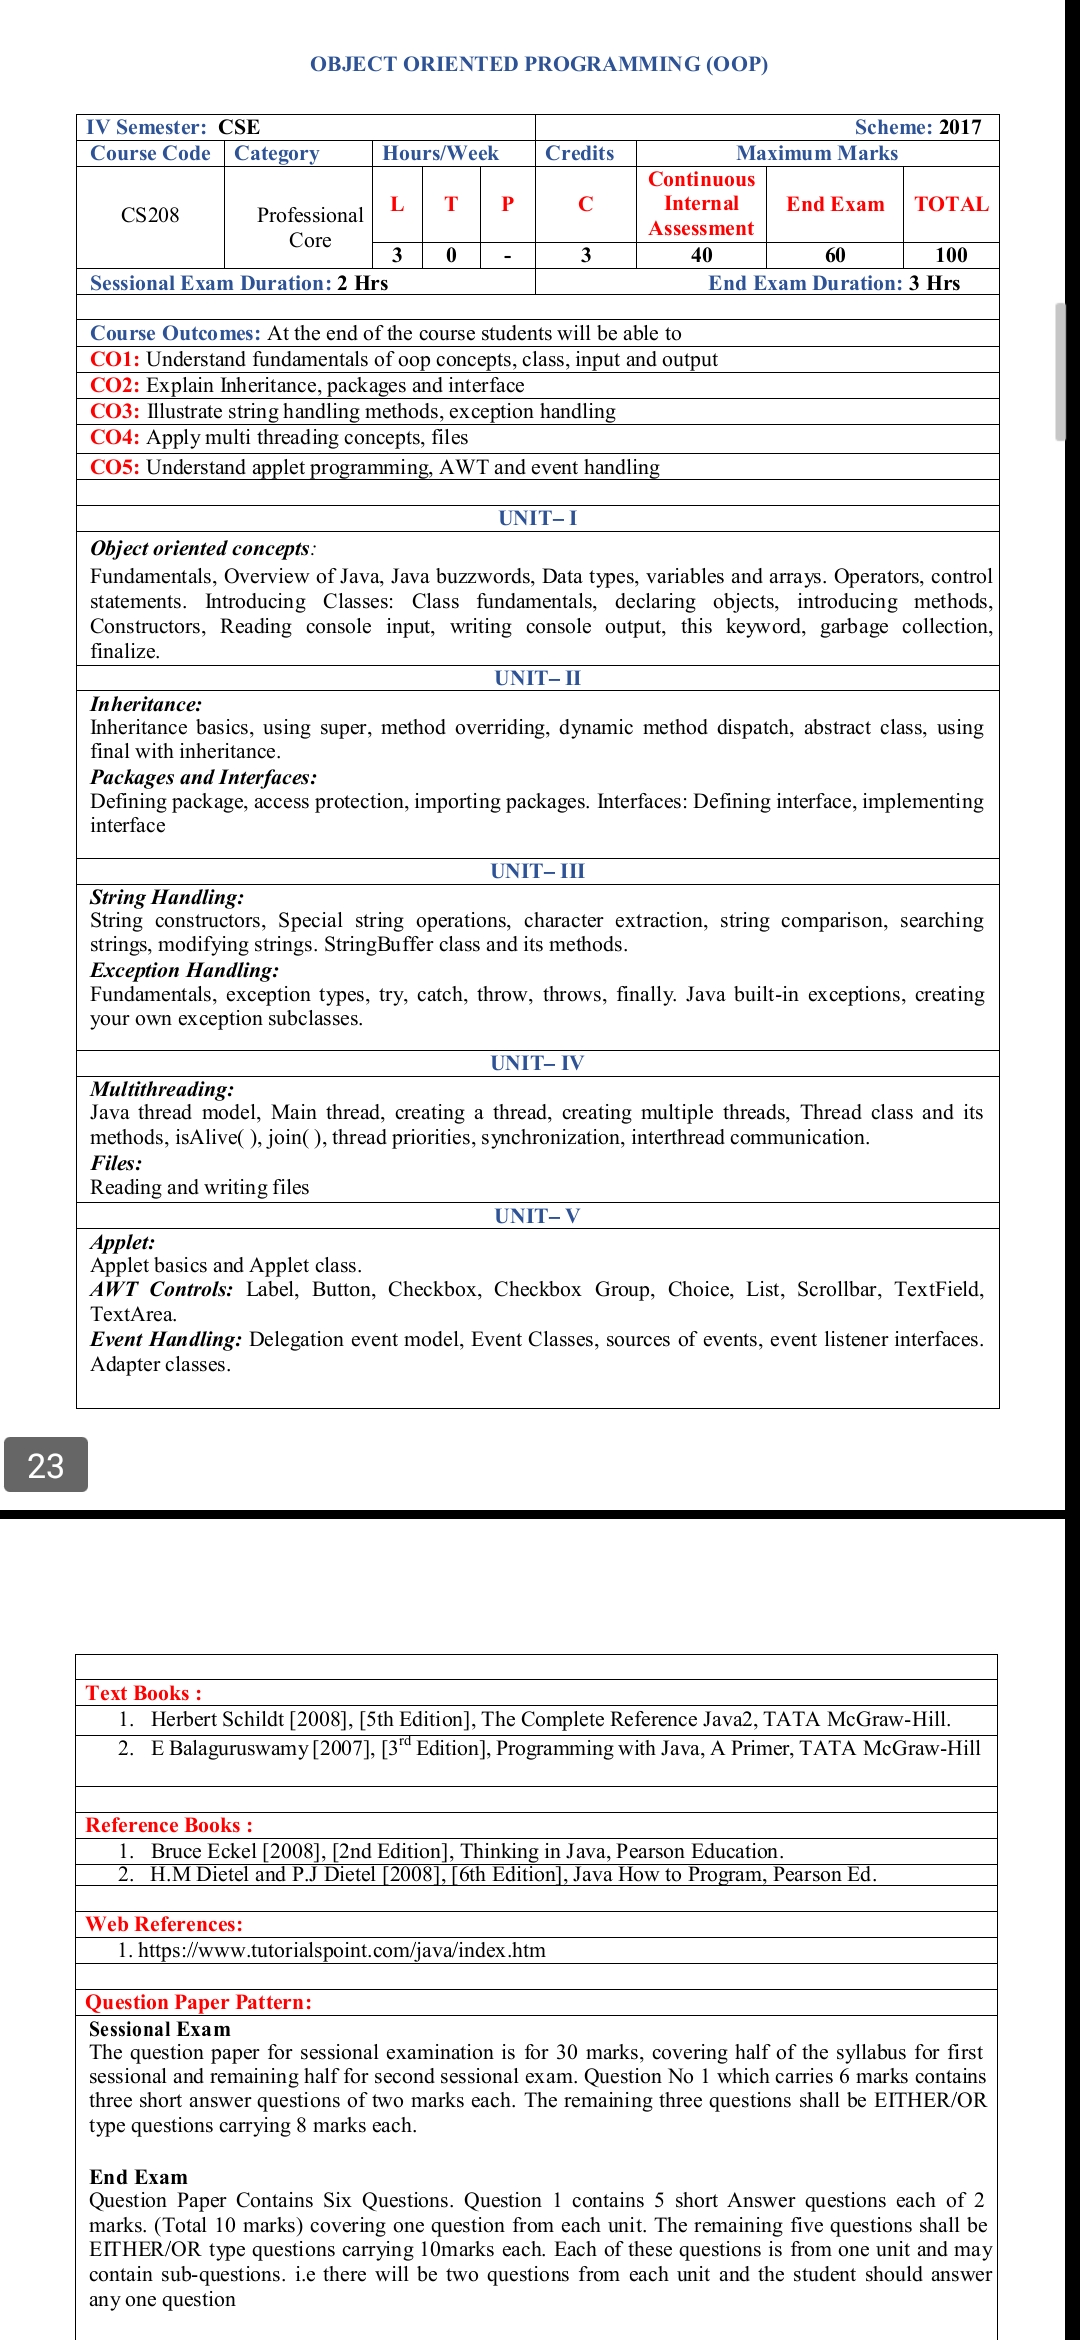 OBJECT ORIENTED PROGRAMMING (OOP)
IV Semester: CSE Scheme: 2017
Course Code Category Hours/Week Credits Maximum Marks
CS208 Professional Core L T P C Continuous Internal Assessment End Exam TOTAL
3 0 - 3 40 60 100
Sessional Exam Duration: 2 Hrs End Exam Duration: 3 Hrs
Course Outcomes: At the end of the course students will be able to
CO1: Understand fundamentals of oop concepts, class, input and output
CO2: Explain Inheritance, packages and interface
CO3: Illustrate string handling methods, exception handling
CO4: Apply multi threading concepts, files
CO5: Understand applet programming, AWT and event handling
UNIT– I
Object oriented concepts:
Fundamentals, Overview of Java, Java buzzwords, Data types, variables and arrays. Operators, control
statements. Introducing Classes: Class fundamentals, declaring objects, introducing methods,
Constructors, Reading console input, writing console output, this keyword, garbage collection,
finalize.
UNIT– II
Inheritance:
Inheritance basics, using super, method overriding, dynamic method dispatch, abstract class, using
final with inheritance.
Packages and Interfaces:
Defining package, access protection, importing packages. Interfaces: Defining interface, implementing
interface
UNIT– III
String Handling:
String constructors, Special string operations, character extraction, string comparison, searching
strings, modifying strings. StringBuffer class and its methods.
Exception Handling:
Fundamentals, exception types, try, catch, throw, throws, finally. Java built-in exceptions, creating
your own exception subclasses.
UNIT– IV
Multithreading:
Java thread model, Main thread, creating a thread, creating multiple threads, Thread class and its
methods, isAlive( ), join( ), thread priorities, synchronization, interthread communication.
Files:
Reading and writing files
UNIT– V
Applet:
Applet basics and Applet class.
AWT Controls: Label, Button, Checkbox, Checkbox Group, Choice, List, Scrollbar, TextField,
TextArea.
Event Handling: Delegation event model, Event Classes, sources of events, event listener interfaces.
Adapter classes.
23
Text Books :
1. Herbert Schildt [2008], [5th Edition], The Complete Reference Java2, TATA McGraw-Hill.
2. E Balaguruswamy [2007], [3rd Edition], Programming with Java, A Primer, TATA McGraw-Hill
Reference Books :
1. Bruce Eckel [2008], [2nd Edition], Thinking in Java, Pearson Education.
2. H.M Dietel and P.J Dietel [2008], [6th Edition], Java How to Program, Pearson Ed.
Web References:
1. https://www.tutorialspoint.com/java/index.htm
Question Paper Pattern:
Sessional Exam
The question paper for sessional examination is for 30 marks, covering half of the syllabus for first
sessional and remaining half for second sessional exam. Question No 1 which carries 6 marks contains
three short answer questions of two marks each. The remaining three questions shall be EITHER/OR
type questions carrying 8 marks each.
End Exam
Question Paper Contains Six Questions. Question 1 contains 5 short Answer questions each of 2
marks. (Total 10 marks) covering one question from each unit. The remaining five questions shall be
EITHER/OR type questions carrying 10marks each. Each of these questions is from one unit and may
contain sub-questions. i.e there will be two questions from each unit and the student should answer
any one question